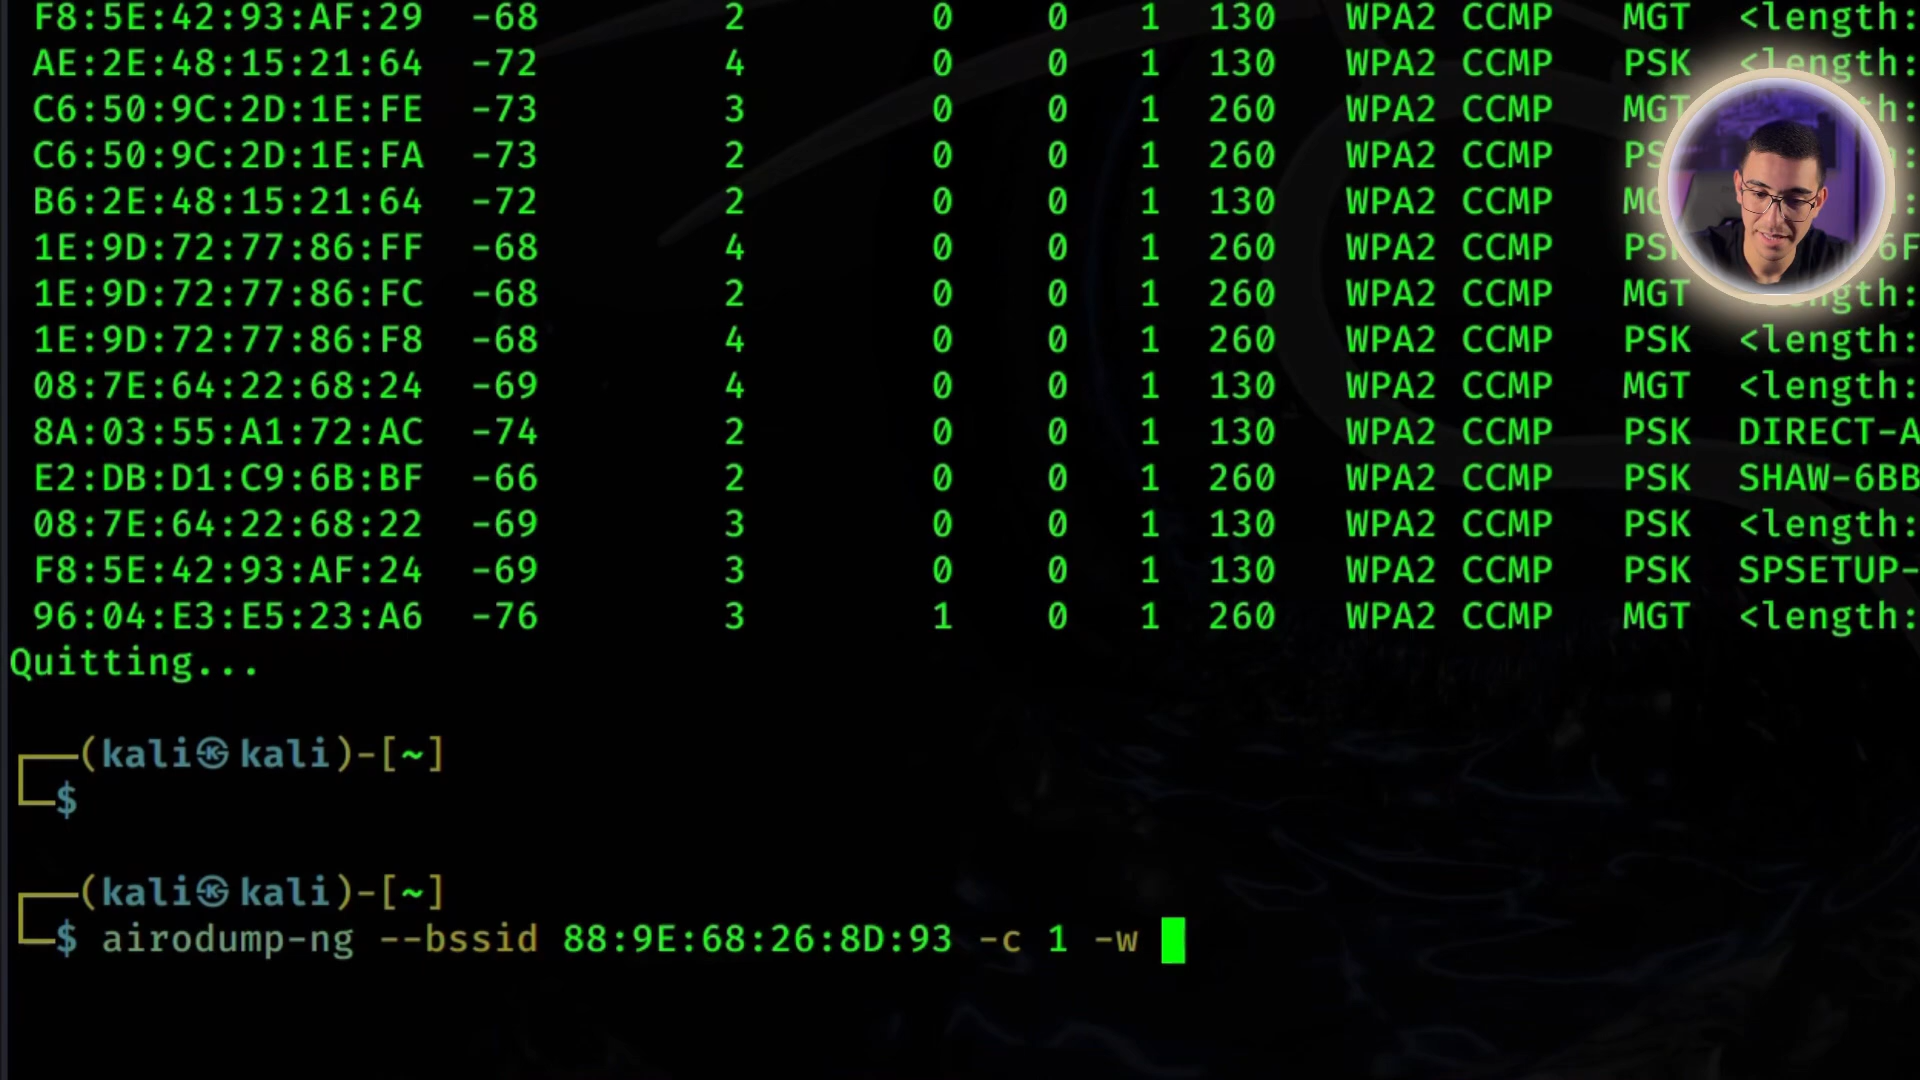 F8:5E:42:93:AF:29 -68 2 0 0 1 130 WPA2 CCMP MGT <length:
AE:2E:48:15:21:64 -72 4 0 0 1 130 WPA2 CCMP PSK <length:
C6:50:9C:2D:1E:FE -73 3 0 0 1 260 WPA2 CCMP MGT h:
C6:50:9C:2D:1E:FA -73 2 0 0 1 260 WPA2 CCMP PS :
B6:2E:48:15:21:64 -72 2 0 0 1 130 WPA2 CCMP :
1E:9D:72:77:86:FF -68 4 0 0 1 260 WPA2 CCMP PS 6F
1E:9D:72:77:86:FC -68 2 0 0 1 260 WPA2 CCMP MGT <length:
1E:9D:72:77:86:F8 -68 4 0 0 1 260 WPA2 CCMP PSK <length:
08:7E:64:22:68:24 -69 4 0 0 1 130 WPA2 CCMP MGT <length:
8A:03:55:A1:72:AC -74 2 0 0 1 130 WPA2 CCMP PSK DIRECT-A
E2:DB:D1:C9:6B:BF -66 2 0 0 1 260 WPA2 CCMP PSK SHAW-6BB
08:7E:64:22:68:22 -69 3 0 0 1 130 WPA2 CCMP PSK <length:
F8:5E:42:93:AF:24 -69 3 0 0 1 130 WPA2 CCMP PSK SPSETUP-
96:04:E3:E5:23:A6 -76 3 1 0 1 260 WPA2 CCMP MGT <length:
Quitting...
┌──(kali㉿kali)-[~]
└─$
┌──(kali㉿kali)-[~]
└─$ airodump-ng --bssid 88:9E:68:26:8D:93 -c 1 -w